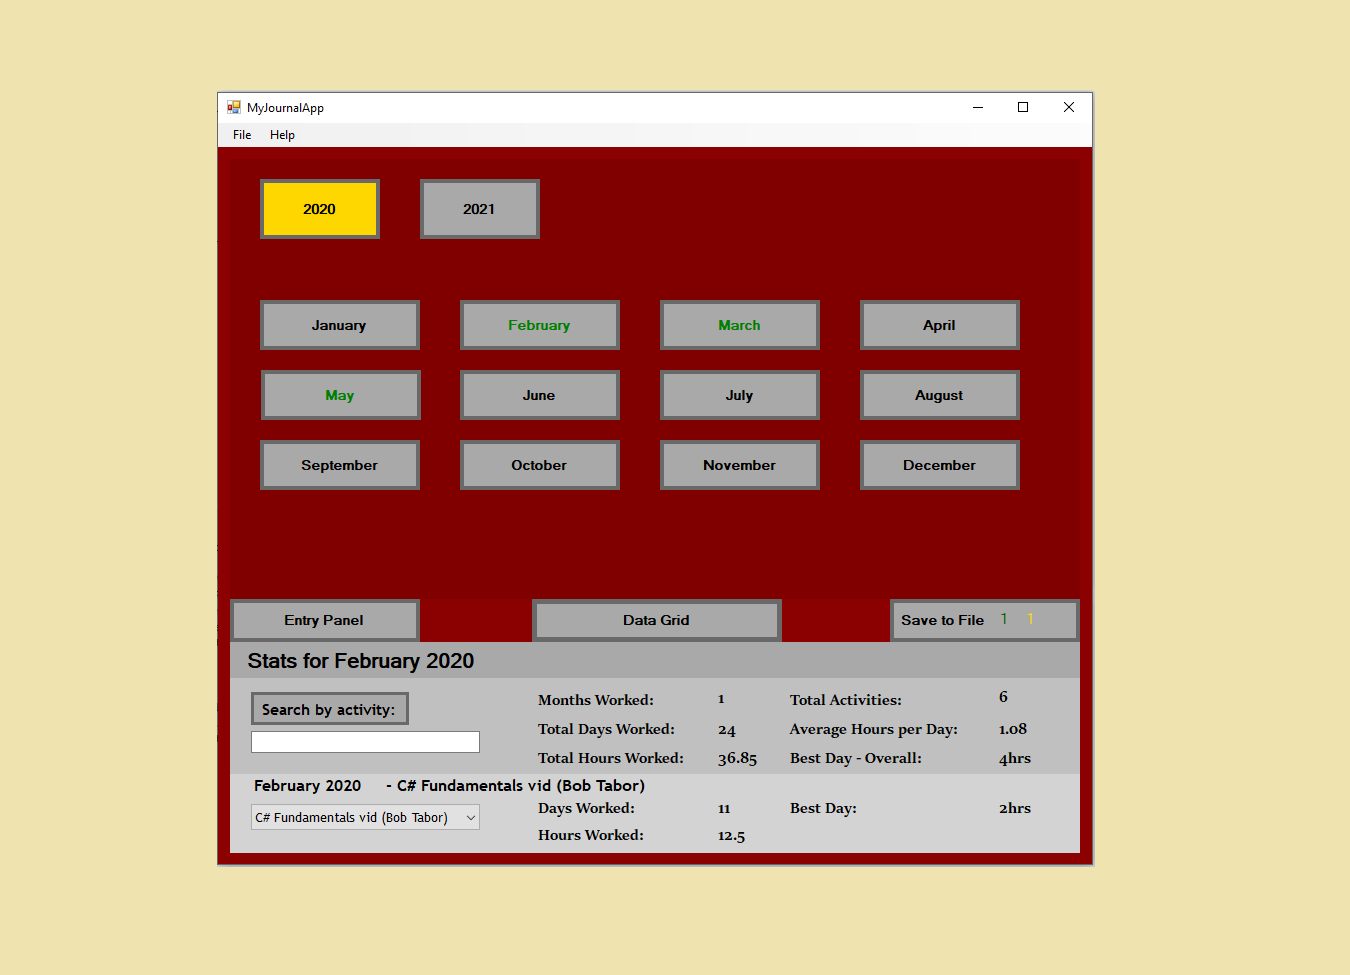 MyJournalApp
File Help
2020 2021
January February March April
May June July August
September October November December
Entry Panel Data Grid Save to File 1 1
Stats for February 2020
Search by activity:
Months Worked: 1 Total Activities: 6
Total Days Worked: 24 Average Hours per Day: 1.08
Total Hours Worked: 36.85 Best Day - Overall: 4hrs
February 2020 - C# Fundamentals vid (Bob Tabor)
C# Fundamentals vid (Bob Tabor)
Days Worked: 11 Best Day: 2hrs
Hours Worked: 12.5